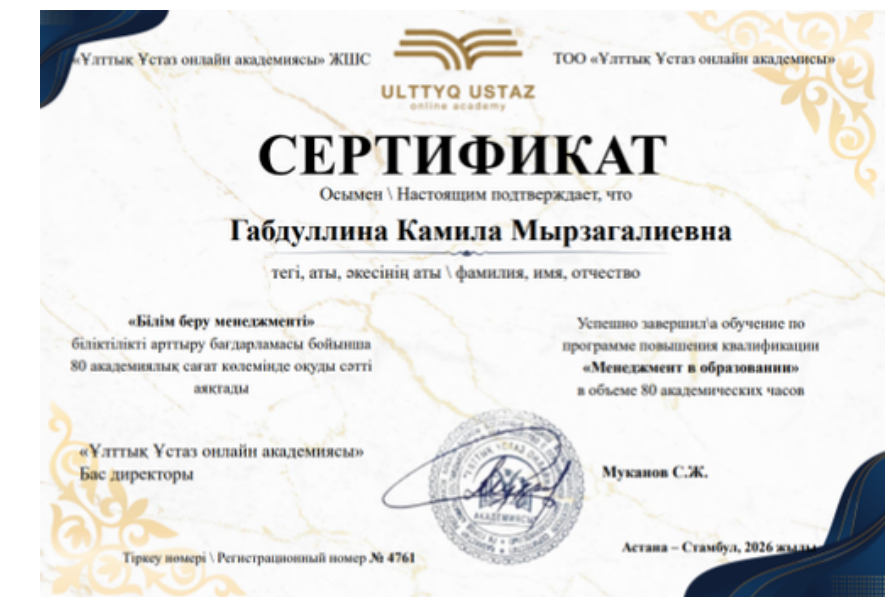 «Ұлттық Ұстаз онлайн академиясы» ЖШС
ТОО «Ұлттық Ұстаз онлайн академисы»
ULTTYQ USTAZ
online academy
СЕРТИФИКАТ
Осымен \ Настоящим подтверждает, что
Габдуллина Камила Мырзагалиевна
тегі, аты, әкесінің аты \ фамилия, имя, отчество
«Білім беру менеджменті»
біліктілікті арттыру бағдарламасы бойынша
80 академиялық сағат көлемінде оқуды сәтті
аяқтады
Успешно завершил\а обучение по
программе повышения квалификации
«Менеджмент в образовании»
в объеме 80 академических часов
«Ұлттық Ұстаз онлайн академиясы»
Бас директоры
АКАДЕМИЯСЫ
Муканов С.Ж.
Тіркеу нөмері \ Регистрационный номер № 4761
Астана – Стамбул, 2026 жылы